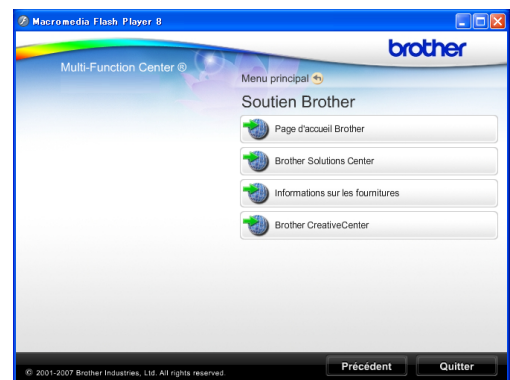 Macromedia Flash Player 8
brother
Multi-Function Center ®
Menu principal
Soutien Brother
Page d'accueil Brother
Brother Solutions Center
Informations sur les fournitures
Brother CreativeCenter
Précédent
Quitter
© 2001-2007 Brother Industries, Ltd. All rights reserved.